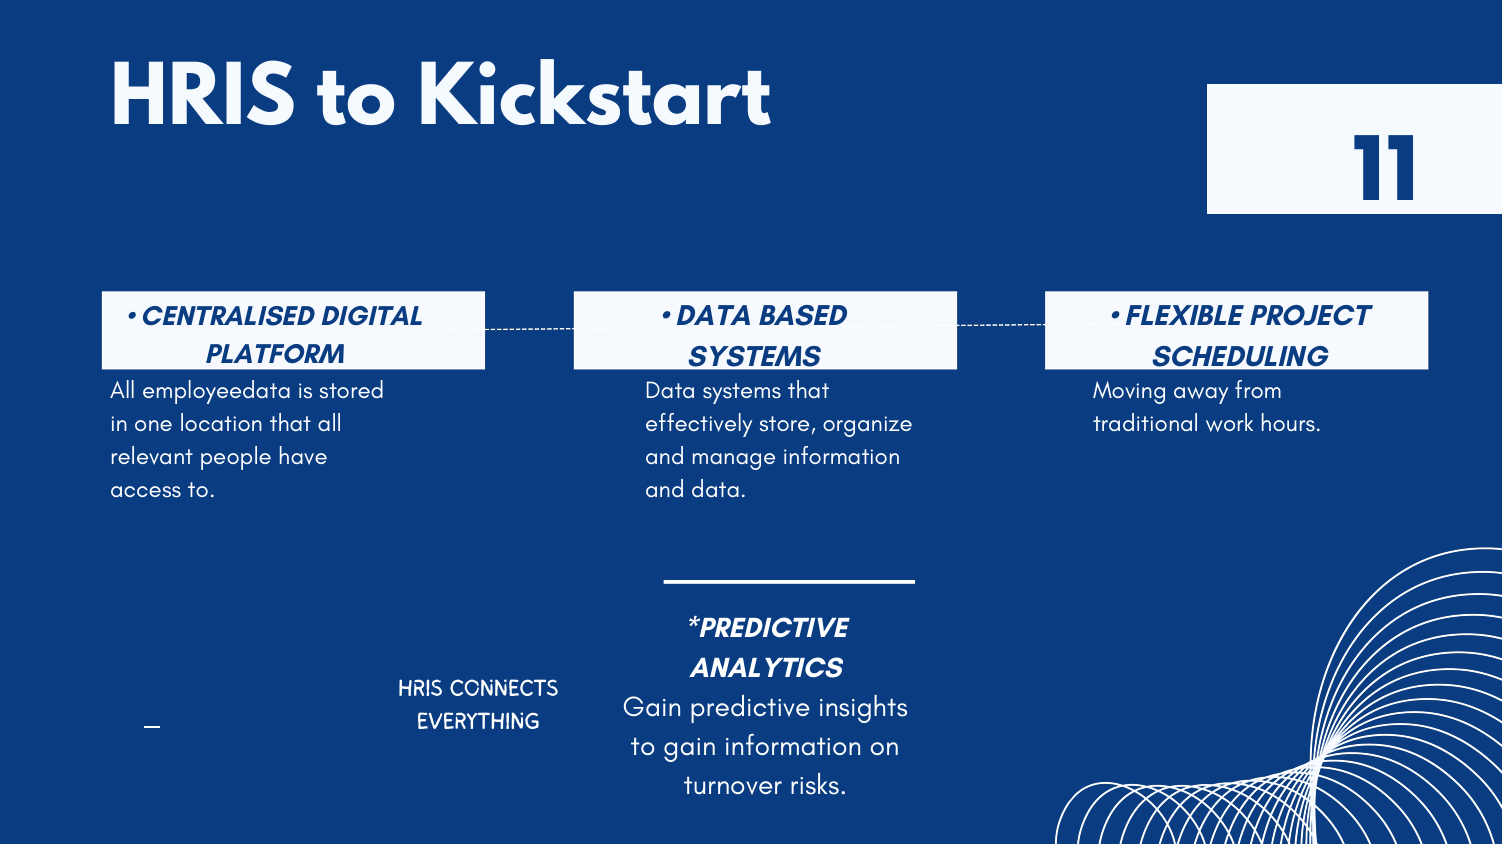 HRIS to Kickstart
11
• CENTRALISED DIGITAL
PLATFORM
All employeedata is stored
in one location that all
relevant people have
access to.
• DATA BASED
SYSTEMS
Data systems that
effectively store, organize
and manage information
and data.
• FLEXIBLE PROJECT
SCHEDULING
Moving away from
traditional work hours.
HRIS CONNECTS
EVERYTHING
*PREDICTIVE
ANALYTICS
Gain predictive insights
to gain information on
turnover risks.